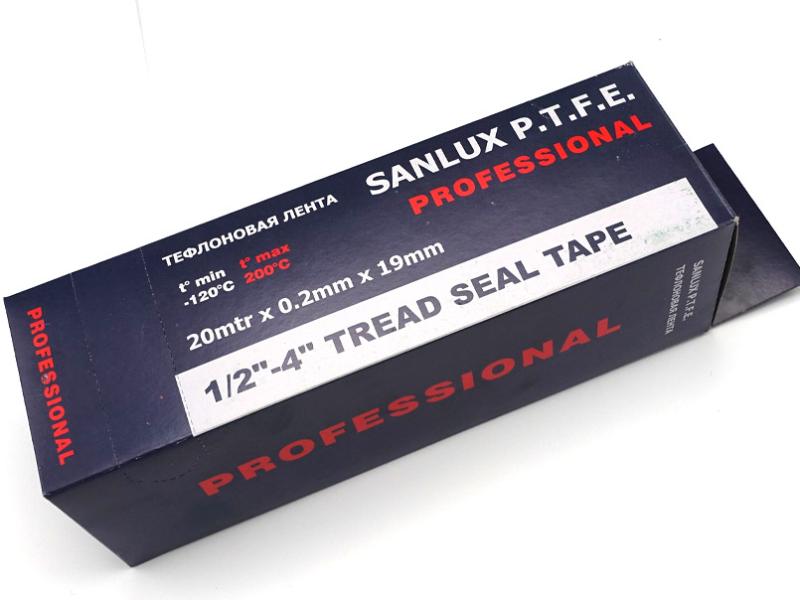 SANLUX P.T.F.E.
PROFESSIONAL
ТЕФЛОНОВАЯ ЛЕНТА
t° min t° max
-120°C 200°C
20mtr x 0.2mm x 19mm
1/2"-4" TREAD SEAL TAPE
PROFESSIONAL
PROFESSIONAL
SANLUX P.T.F.E.
ТЕФЛОНОВАЯ ЛЕНТА